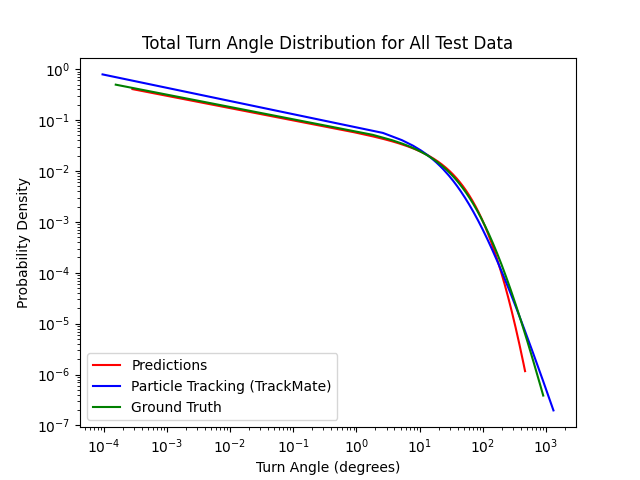 Total Turn Angle Distribution for All Test Data
Probability Density
10⁰
10⁻¹
10⁻²
10⁻³
10⁻⁴
10⁻⁵
10⁻⁶
10⁻⁷
Predictions
Particle Tracking (TrackMate)
Ground Truth
10⁻⁴ 10⁻³ 10⁻² 10⁻¹ 10⁰ 10¹ 10² 10³
Turn Angle (degrees)